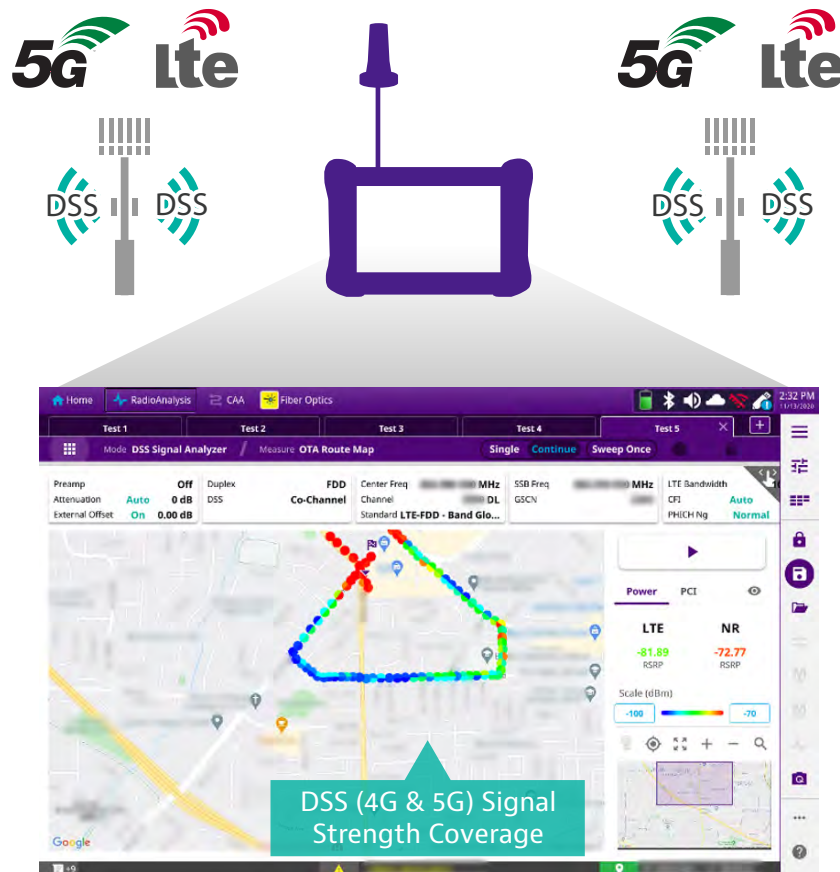 5G Lte 5G Lte
DSS DSS DSS DSS
Home RadioAnalysis CAA Fiber Optics 2:32 PM
11/13/2020
Test 1 Test 2 Test 3 Test 4 Test 5
Mode DSS Signal Analyzer / Measure OTA Route Map Single Continue Sweep Once
Preamp Off Duplex FDD Center Freq MHz SSB Freq MHz LTE Bandwidth
Attenuation Auto 0 dB DSS Co-Channel Channel DL GSCN CFI Auto
External Offset On 0.00 dB Standard LTE-FDD - Band Glo... PHICH Ng Normal
Power PCI
LTE NR
-81.89 -72.77
RSRP RSRP
Scale (dBm)
-100 -70
DSS (4G & 5G) Signal
Strength Coverage
Google
+9